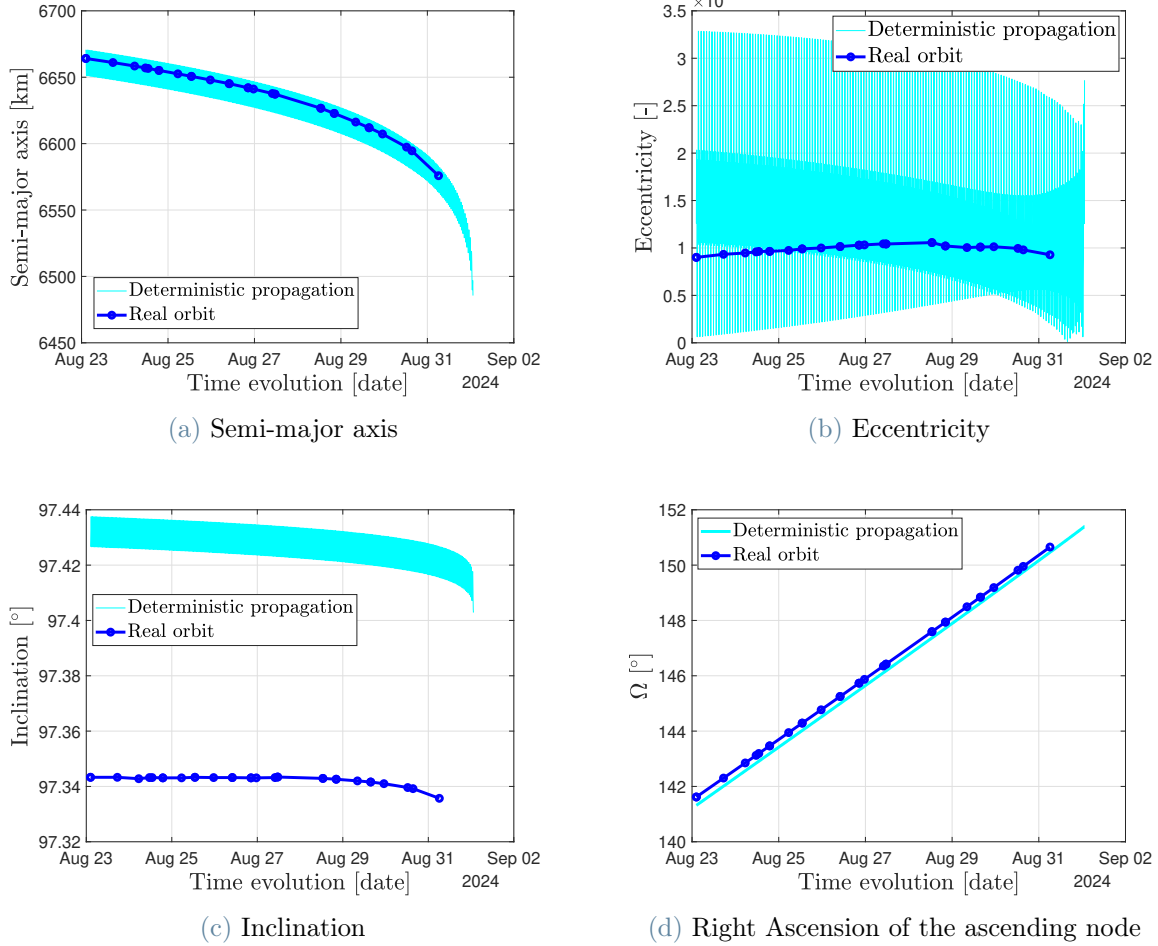 6700
6650
6600
6550
6500
6450
Semi-major axis [km]
Deterministic propagation
Real orbit
Aug 23 Aug 25 Aug 27 Aug 29 Aug 31 Sep 02
Time evolution [date]
2024
(a) Semi-major axis
3.5
3
2.5
2
1.5
1
0.5
0
Eccentricity [-]
Deterministic propagation
Real orbit
Aug 23 Aug 25 Aug 27 Aug 29 Aug 31 Sep 02
Time evolution [date]
2024
(b) Eccentricity
97.44
97.42
97.4
97.38
97.36
97.34
97.32
Inclination [°]
Deterministic propagation
Real orbit
Aug 23 Aug 25 Aug 27 Aug 29 Aug 31 Sep 02
Time evolution [date]
2024
(c) Inclination
152
150
148
146
144
142
140
Ω [°]
Deterministic propagation
Real orbit
Aug 23 Aug 25 Aug 27 Aug 29 Aug 31 Sep 02
Time evolution [date]
2024
(d) Right Ascension of the ascending node